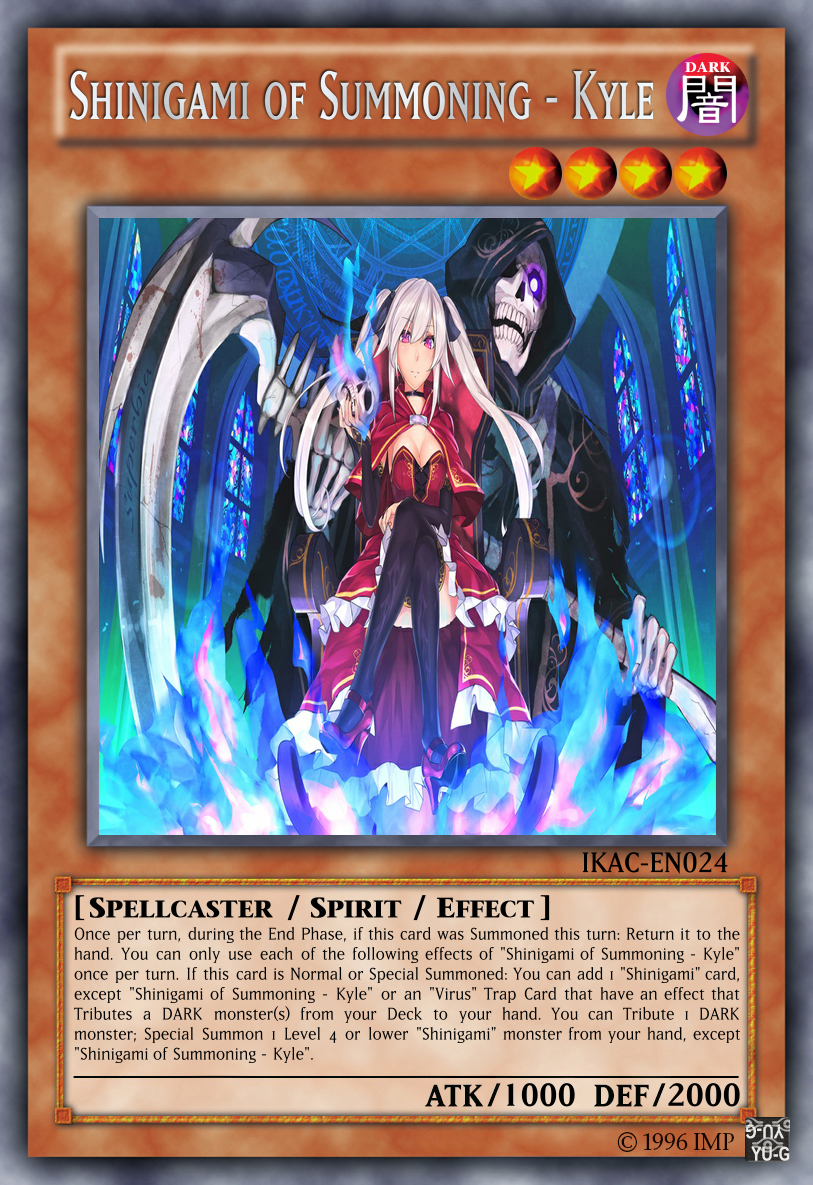 SHINIGAMI OF SUMMONING - KYLE
DARK
闇
superbia
IKAC-EN024
[ SPELLCASTER / SPIRIT / EFFECT ]
Once per turn, during the End Phase, if this card was Summoned this turn: Return it to the
hand. You can only use each of the following effects of "Shinigami of Summoning - Kyle"
once per turn. If this card is Normal or Special Summoned: You can add 1 "Shinigami" card,
except "Shinigami of Summoning - Kyle" or an "Virus" Trap Card that have an effect that
Tributes a DARK monster(s) from your Deck to your hand. You can Tribute 1 DARK
monster; Special Summon 1 Level 4 or lower "Shinigami" monster from your hand, except
"Shinigami of Summoning - Kyle".
ATK/1000 DEF/2000
© 1996 IMP
YU-G